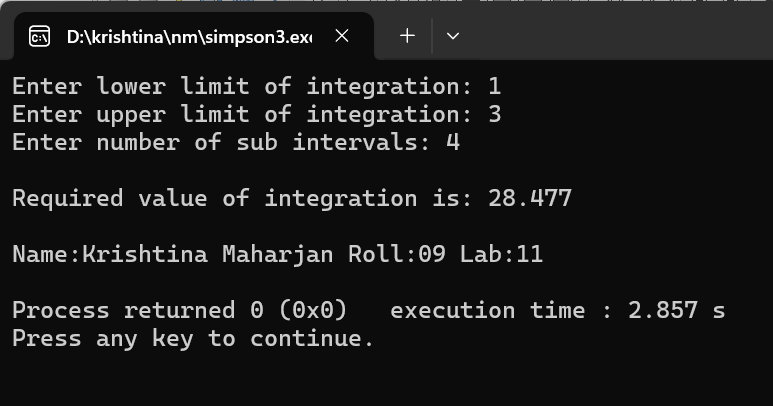 D:\krishtina\nm\simpson3.ex
Enter lower limit of integration: 1
Enter upper limit of integration: 3
Enter number of sub intervals: 4
Required value of integration is: 28.477
Name:Krishtina Maharjan Roll:09 Lab:11
Process returned 0 (0x0)   execution time : 2.857 s
Press any key to continue.